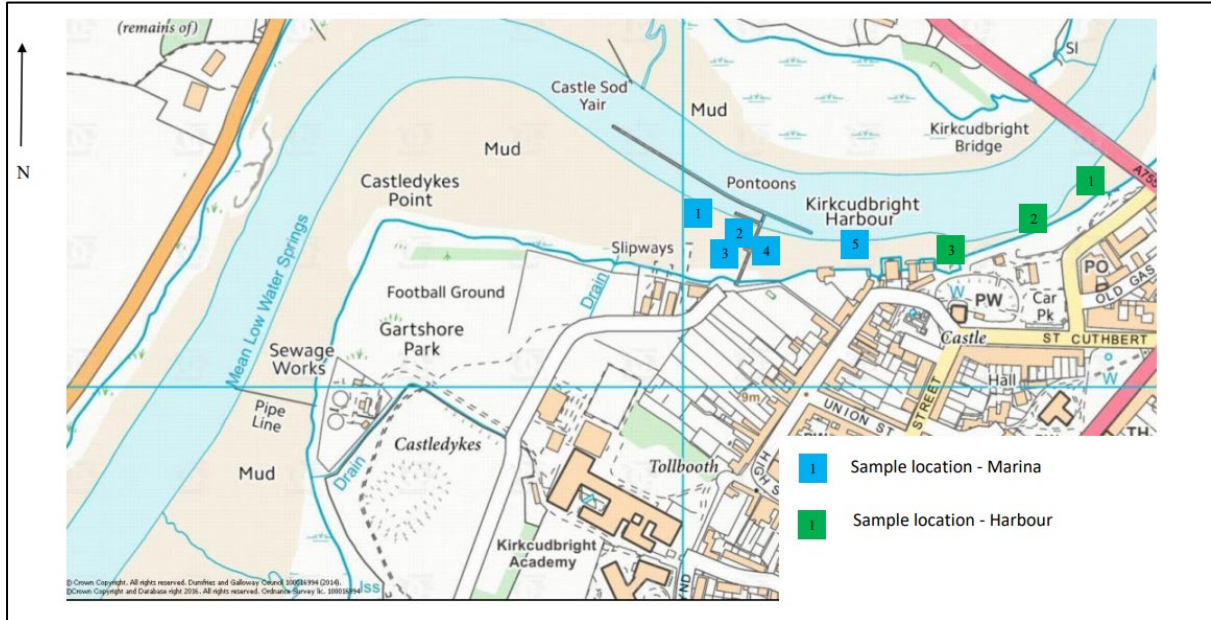 (remains of)
N
Castle Sod
Yair
Mud
SI
Kirkcudbright
Bridge
A755
Mud
Castledykes
Point
Pontoons
Kirkcudbright
Harbour
1
2
3
4
5
1
2
3
Slipways
Mean Low Water Springs
Football Ground
Drain
Gartshore
Park
Sewage
Works
Pipe
Line
Mud
Drain
Castledykes
PO
OLD GAS
W
PW
Car
Pk
Castle
ST CUTHBERT
Hall
W
9m
UNION ST
STREET
HIGH S
TH
Tollbooth
Kirkcudbright
Academy
YND
Iss
1 Sample location - Marina
1 Sample location - Harbour
© Crown Copyright. All rights reserved. Dumfries and Galloway Council 100016994 (2014).
©Crown Copyright and Database right 2016. All rights reserved. Ordnance Survey lic. 100016994